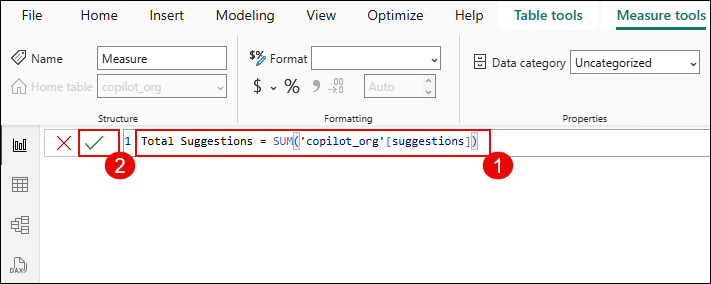 File Home Insert Modeling View Optimize Help Table tools Measure tools
Name Measure
Home table copilot_org
Structure
Format
$ % , .00
Auto
Formatting
Data category Uncategorized
Properties
1 Total Suggestions = SUM('copilot_org'[suggestions])
2
1
DAX